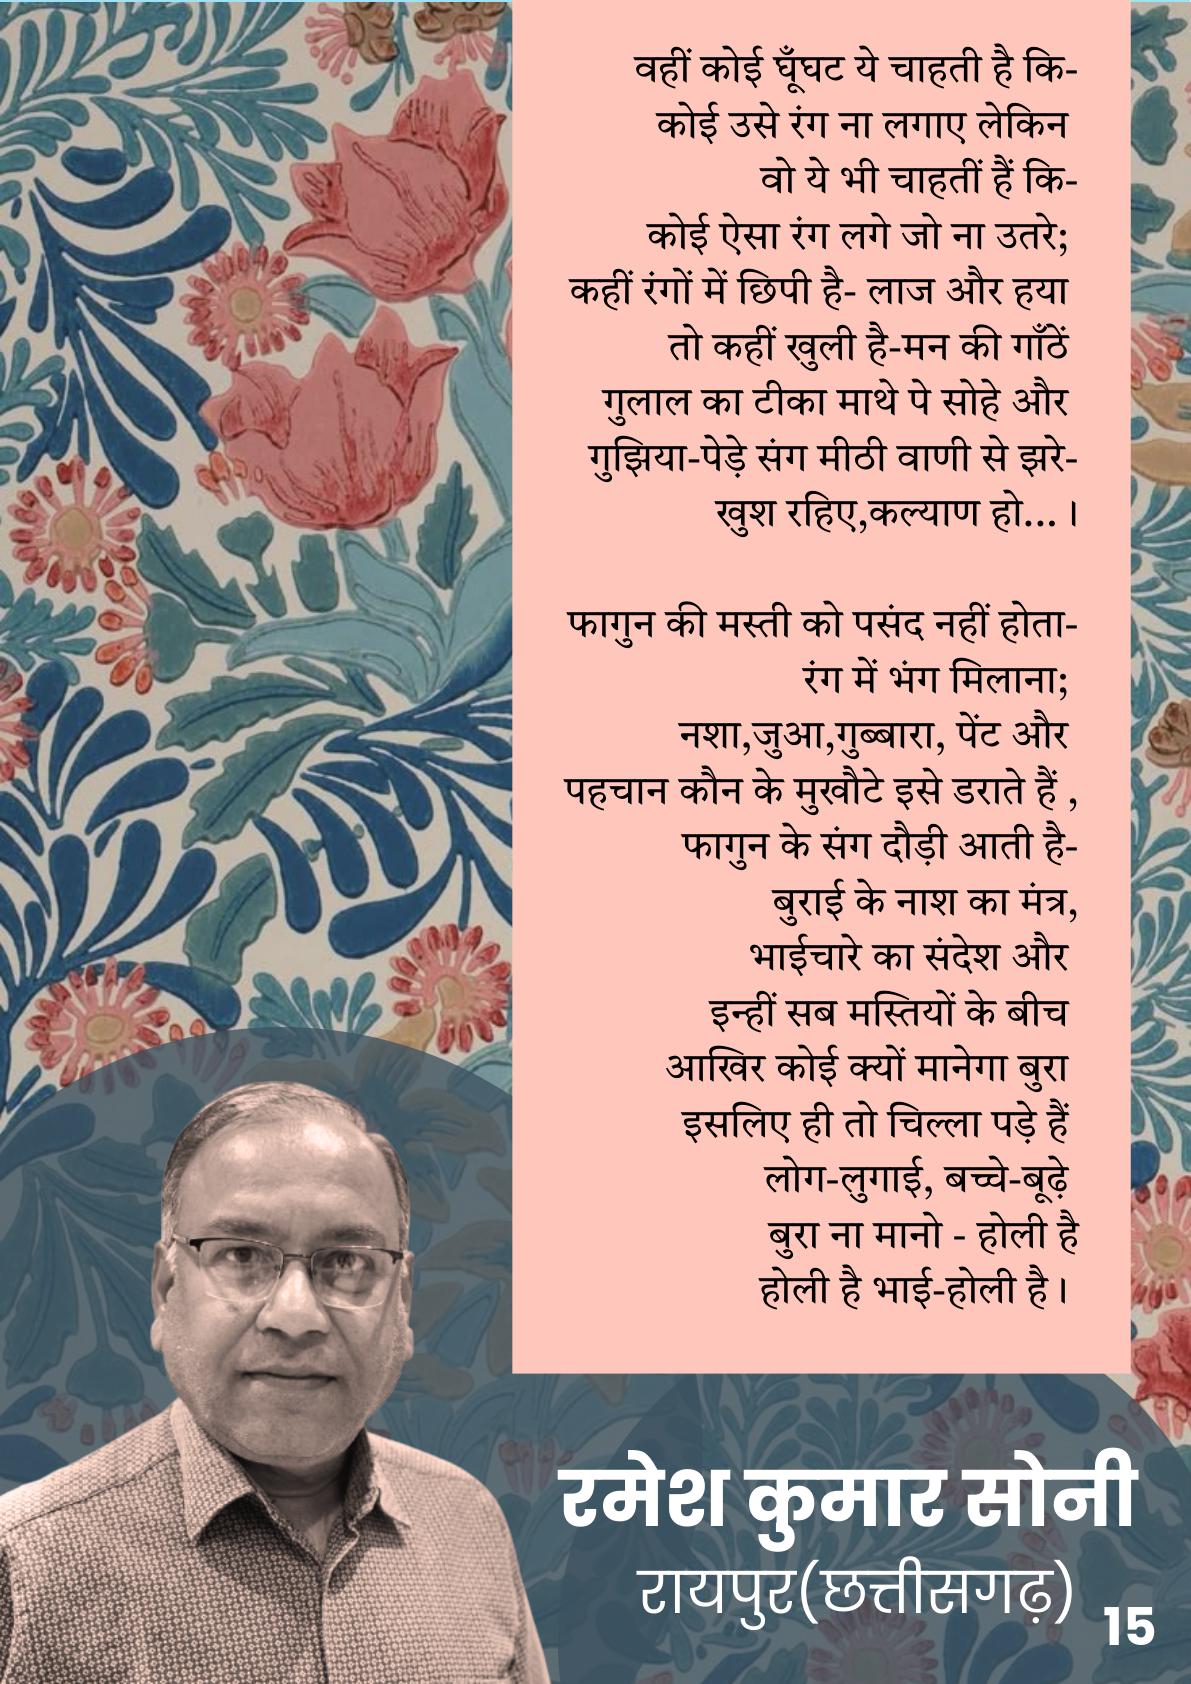 वहीं कोई घूँघट ये चाहती है कि-
कोई उसे रंग ना लगाए लेकिन
वो ये भी चाहतीं हैं कि-
कोई ऐसा रंग लगे जो ना उतरे;
कहीं रंगों में छिपी है- लाज और हया
तो कहीं खुली है-मन की गाँठें
गुलाल का टीका माथे पे सोहे और
गुझिया-पेड़े संग मीठी वाणी से झरे-
खुश रहिए,कल्याण हो... ।
फागुन की मस्ती को पसंद नहीं होता-
रंग में भंग मिलाना;
नशा,जुआ,गुब्बारा, पेंट और
पहचान कौन के मुखौटे इसे डराते हैं ,
फागुन के संग दौड़ी आती है-
बुराई के नाश का मंत्र,
भाईचारे का संदेश और
इन्हीं सब मस्तियों के बीच
आखिर कोई क्यों मानेगा बुरा
इसलिए ही तो चिल्ला पड़े हैं
लोग-लुगाई, बच्चे-बूढ़े
बुरा ना मानो - होली है
होली है भाई-होली है।
रमेश कुमार सोनी
रायपुर(छत्तीसगढ़)
15